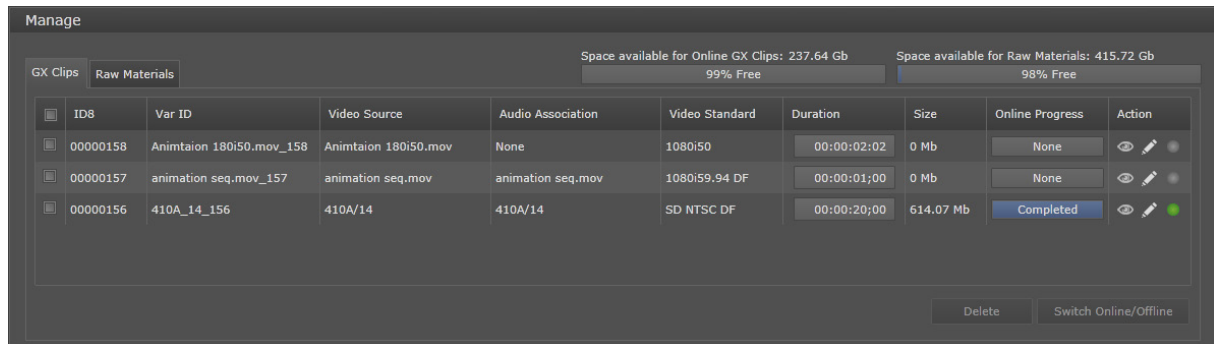 Manage
Space available for Online GX Clips: 237.64 Gb Space available for Raw Materials: 415.72 Gb
GX Clips Raw Materials 99% Free 98% Free
ID8 Var ID Video Source Audio Association Video Standard Duration Size Online Progress Action
00000158 Animtaion 180i50.mov_158 Animtaion 180i50.mov None 1080i50 00:00:02:02 0 Mb None
00000157 animation seq.mov_157 animation seq.mov animation seq.mov 1080i59.94 DF 00:00:01;00 0 Mb None
00000156 410A_14_156 410A/14 410A/14 SD NTSC DF 00:00:20;00 614.07 Mb Completed
Delete Switch Online/Offline